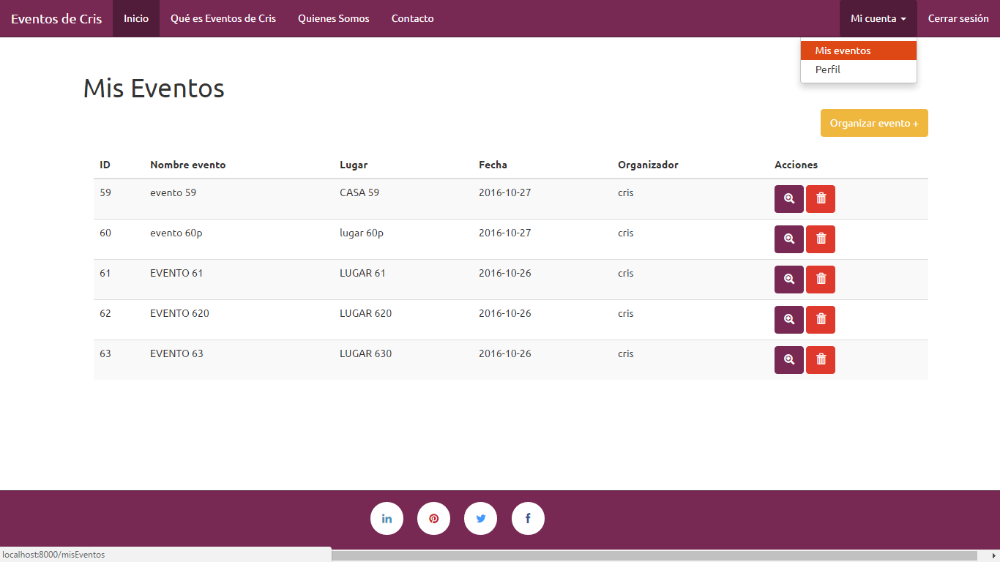 Eventos de Cris Inicio Qué es Eventos de Cris Quienes Somos Contacto Mi cuenta Cerrar sesión
Mis eventos
Perfil
Mis Eventos
Organizar evento +
ID Nombre evento Lugar Fecha Organizador Acciones
59 evento 59 CASA 59 2016-10-27 cris
60 evento 60p lugar 60p 2016-10-27 cris
61 EVENTO 61 LUGAR 61 2016-10-26 cris
62 EVENTO 620 LUGAR 620 2016-10-26 cris
63 EVENTO 63 LUGAR 630 2016-10-26 cris
localhost:8000/misEventos